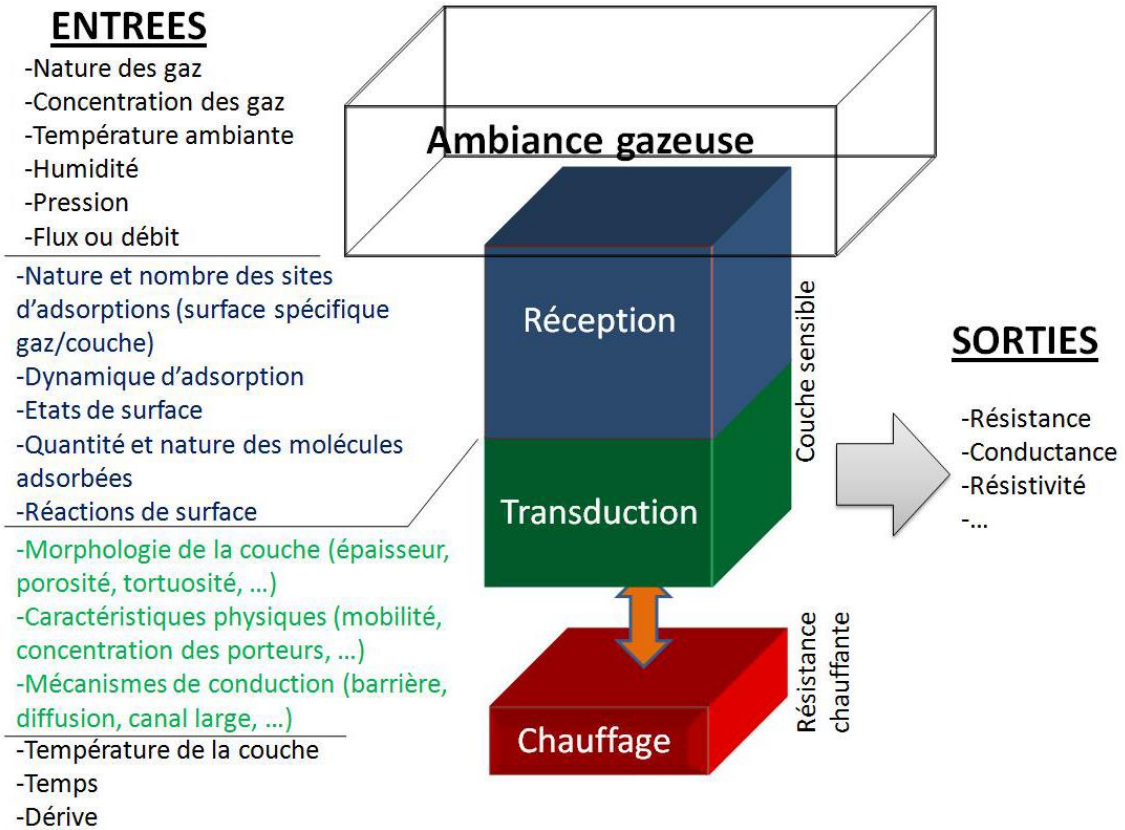 ENTREES
-Nature des gaz
-Concentration des gaz
-Température ambiante
-Humidité
-Pression
-Flux ou débit
-Nature et nombre des sites
d’adsorptions (surface spécifique
gaz/couche)
-Dynamique d’adsorption
-Etats de surface
-Quantité et nature des molécules
adsorbées
-Réactions de surface
-Morphologie de la couche (épaisseur,
porosité, tortuosité, ...)
-Caractéristiques physiques (mobilité,
concentration des porteurs, ...)
-Mécanismes de conduction (barrière,
diffusion, canal large, ...)
-Température de la couche
-Temps
-Dérive
Ambiance gazeuse
Réception
Transduction
Couche sensible
Chauffage
Résistance
chauffante
SORTIES
-Résistance
-Conductance
-Résistivité
-...